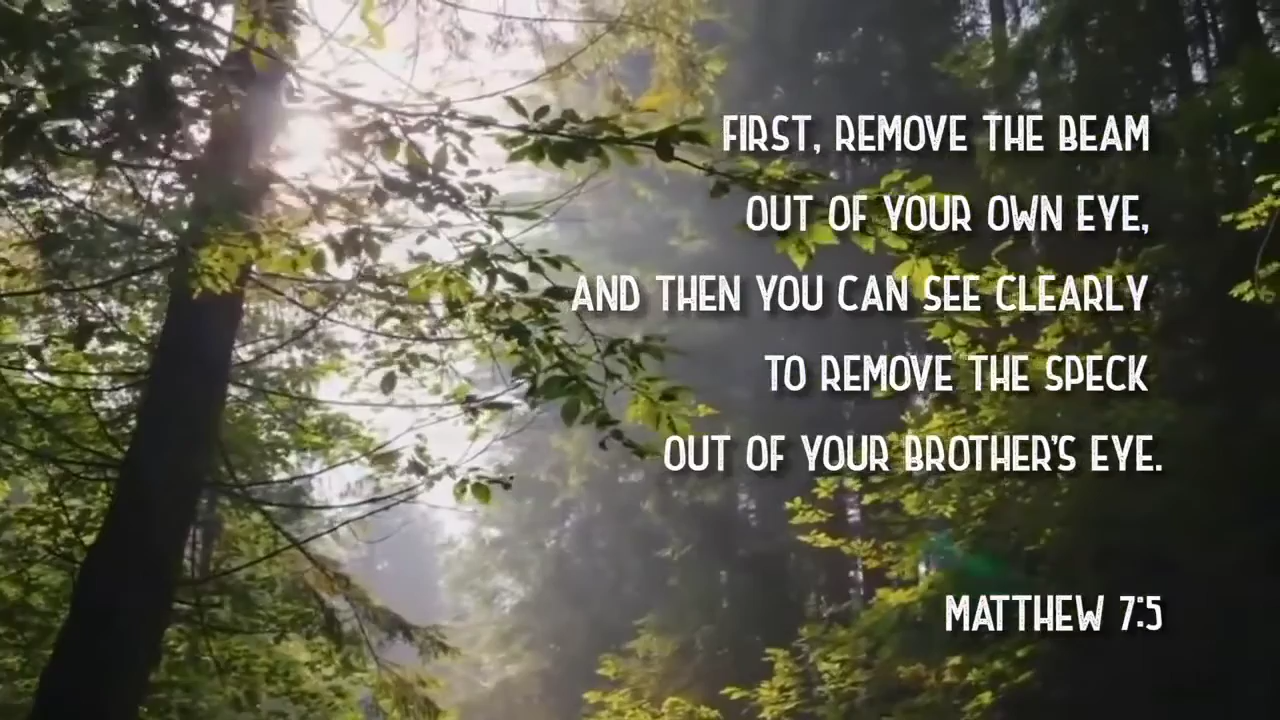 FIRST, REMOVE THE BEAM
OUT OF YOUR OWN EYE,
AND THEN YOU CAN SEE CLEARLY
TO REMOVE THE SPECK
OUT OF YOUR BROTHER'S EYE.
MATTHEW 7:5